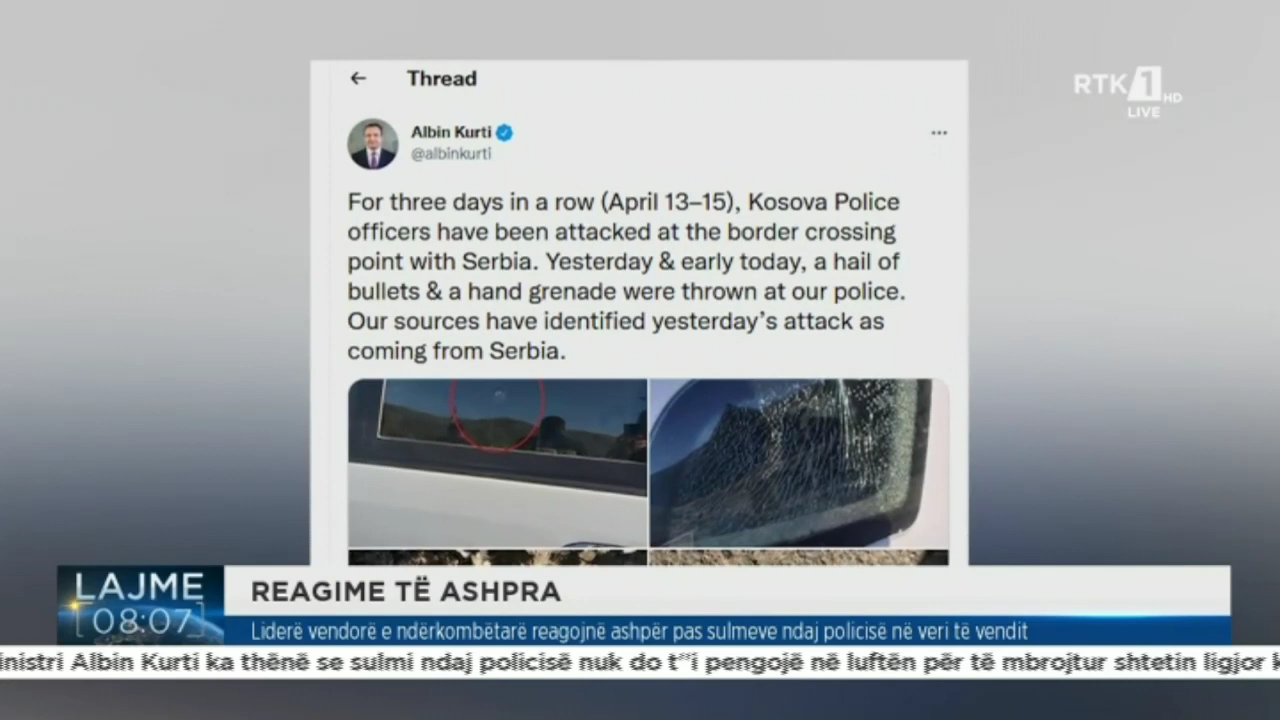 Thread
RTK 1 HD
LIVE
Albin Kurti
@albinkurti
For three days in a row (April 13–15), Kosova Police
officers have been attacked at the border crossing
point with Serbia. Yesterday & early today, a hail of
bullets & a hand grenade were thrown at our police.
Our sources have identified yesterday’s attack as
coming from Serbia.
LAJME
08:07
REAGIME TË ASHPRA
Liderë vendorë e ndërkombëtarë reagojnë ashpër pas sulmeve ndaj policisë në veri të vendit
inistri Albin Kurti ka thënë se sulmi ndaj policisë nuk do t“i pengojë në luftën për të mbrojtur shtetin ligjor k